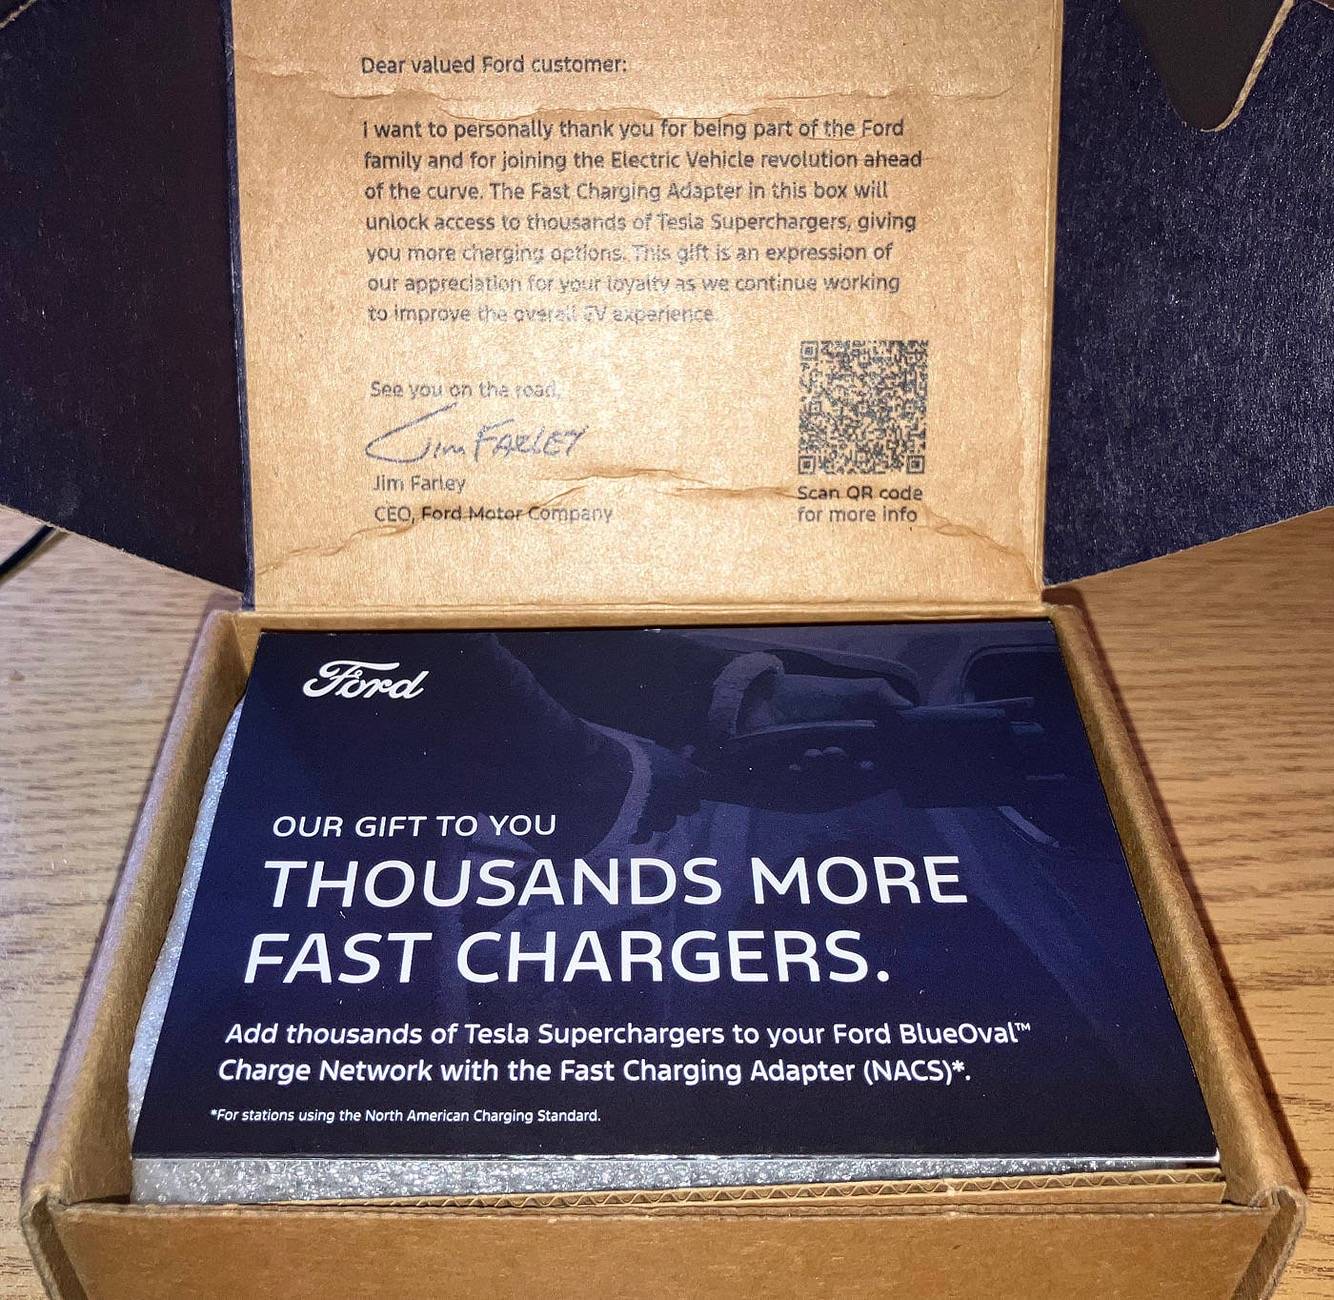 Dear valued Ford customer:
I want to personally thank you for being part of the Ford
family and for joining the Electric Vehicle revolution ahead
of the curve. The Fast Charging Adapter in this box will
unlock access to thousands of Tesla Superchargers, giving
you more charging options. This gift is an expression of
our appreciation for your loyalty as we continue working
to improve the overall EV experience.
See you on the road,
Jim FARLEY
Jim Farley
CEO, Ford Motor Company
Scan QR code
for more info
Ford
OUR GIFT TO YOU
THOUSANDS MORE
FAST CHARGERS.
Add thousands of Tesla Superchargers to your Ford BlueOval™
Charge Network with the Fast Charging Adapter (NACS)*.
*For stations using the North American Charging Standard.